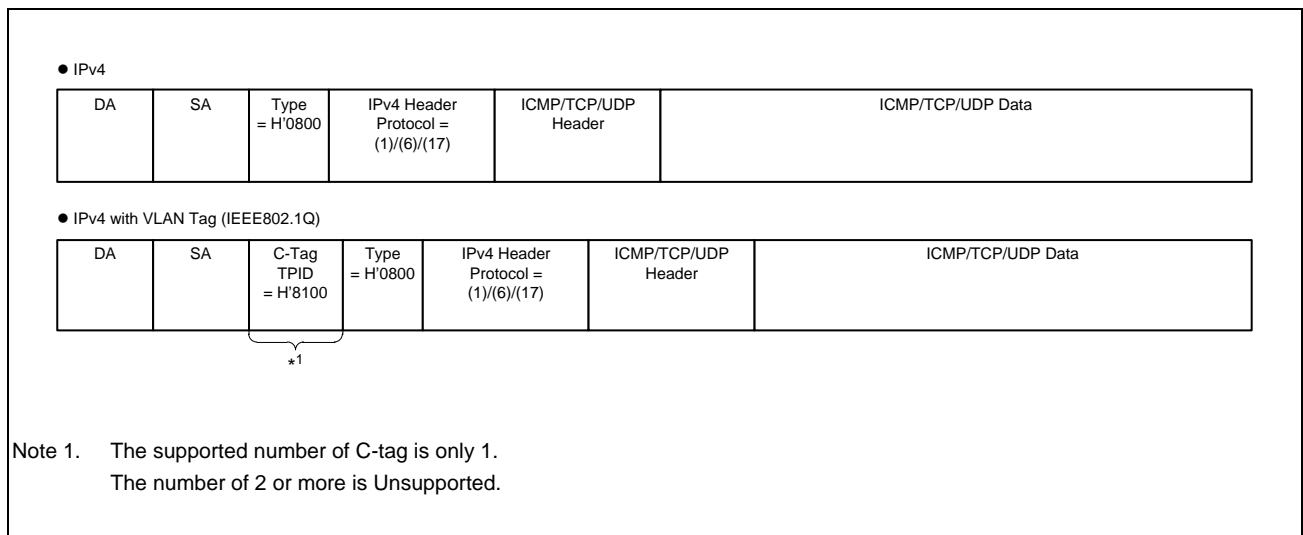 ● IPv4
DA
SA
Type
= H’0800
IPv4 Header
Protocol =
(1)/(6)/(17)
ICMP/TCP/UDP
Header
ICMP/TCP/UDP Data
● IPv4 with VLAN Tag (IEEE802.1Q)
DA
SA
C-Tag
TPID
= H’8100
Type
= H’0800
IPv4 Header
Protocol =
(1)/(6)/(17)
ICMP/TCP/UDP
Header
ICMP/TCP/UDP Data
*1
Note 1. The supported number of C-tag is only 1.
The number of 2 or more is Unsupported.